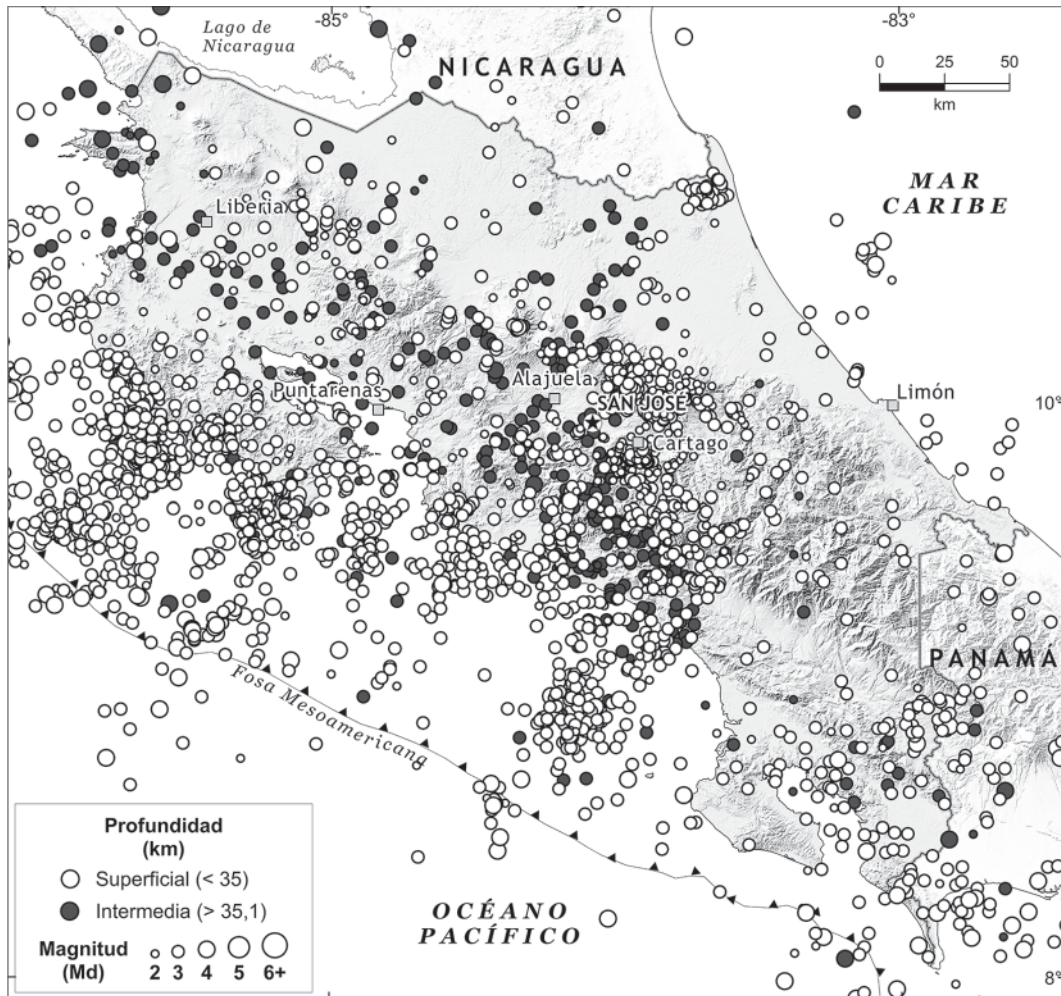 -85°
-83°
Lago de
Nicaragua
NICARAGUA
0 25 50
km
MAR
CARIBE
Liberia
Puntarenas
Alajuela
SAN JOSÉ
Cartago
Limón
10°
PANAMÁ
Fosa Mesoamericana
Profundidad
(km)
Superficial (< 35)
Intermedia (> 35,1)
Magnitud
(Md)
2 3 4 5 6+
OCÉANO
PACÍFICO
8°